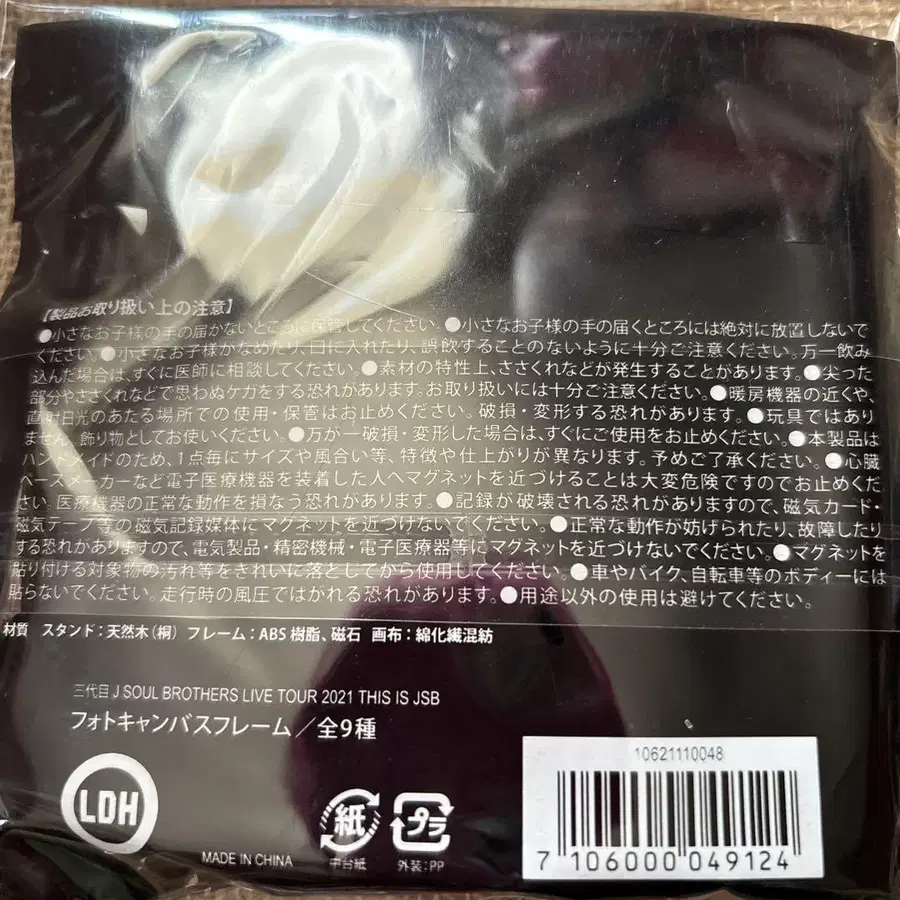 【製品お取り扱い上の注意】
●小さなお子様の手の届かないところに保管してください。●小さなお子様の手の届くところには絶対に放置しないで
ください。●小さなお子様がなめたり、口に入れたり、誤飲することのないように十分ご注意ください。万一飲み
込んだ場合は、すぐに医師に相談してください。●素材の特性上、ささくれなどが発生することがあります。●尖った
部分やささくれなどで思わぬケガをする恐れがあります。お取り扱いには十分ご注意ください。●暖房機器の近くや、
直射日光のあたる場所での使用・保管はお止めください。破損・変形する恐れがあります。●玩具ではあり
ません。飾り物としてお使いください。●万が一破損・変形した場合は、すぐにご使用をお止めください。●本製品は
ハンドメイドのため、1点毎にサイズや風合い等、特徴や仕上がりが異なります。予めご了承ください。●心臓
ペースメーカーなど電子医療機器を装着した人へマグネットを近づけることは大変危険ですのでお止めくだ
さい。医療機器の正常な動作を損なう恐れがあります。●記録が破壊される恐れがありますので、磁気カード・
磁気テープ等の磁気記録媒体にマグネットを近づけないでください。●正常な動作が妨げられたり、故障したり
する恐れがありますので、電気製品・精密機械・電子医療器等にマグネットを近づないでください。●マグネットを
貼り付ける対象物の汚れ等をきれいに落としてから使用してください。●車やバイク、自転車等のボディーには
貼らないでください。走行時の風圧ではがれる恐れがあります。●用途以外の使用は避けてください。
材質 スタンド：天然木（桐） フレーム：ABS 樹脂、磁石 画布：綿化繊混紡
三代目 J SOUL BROTHERS LIVE TOUR 2021 THIS IS JSB
フォトキャンバスフレーム／全9種
LDH
MADE IN CHINA
紙
中台紙
プラ
外装:PP
10621110048
7 106000 049124